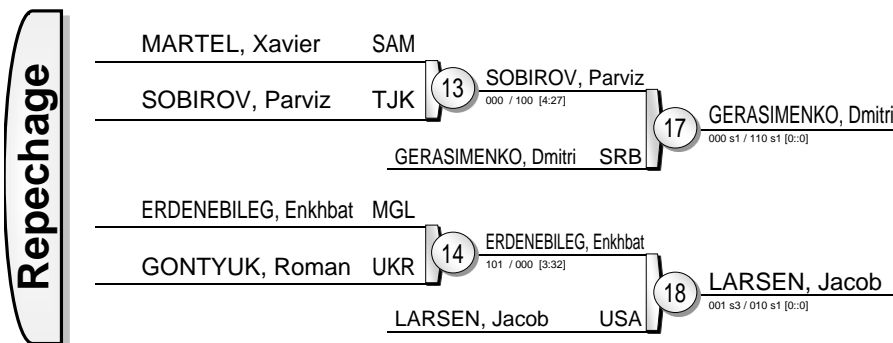 Repechage
MARTEL, Xavier SAM
SOBIROV, Parviz TJK
13
SOBIROV, Parviz
000 / 100 [4:27]
GERASIMENKO, Dmitri SRB
17
GERASIMENKO, Dmitri
000 s1 / 110 s1 [0::0]
ERDENEBILEG, Enkhbat MGL
GONTYUK, Roman UKR
14
ERDENEBILEG, Enkhbat
101 / 000 [3:32]
LARSEN, Jacob USA
18
LARSEN, Jacob
001 s3 / 010 s1 [0::0]